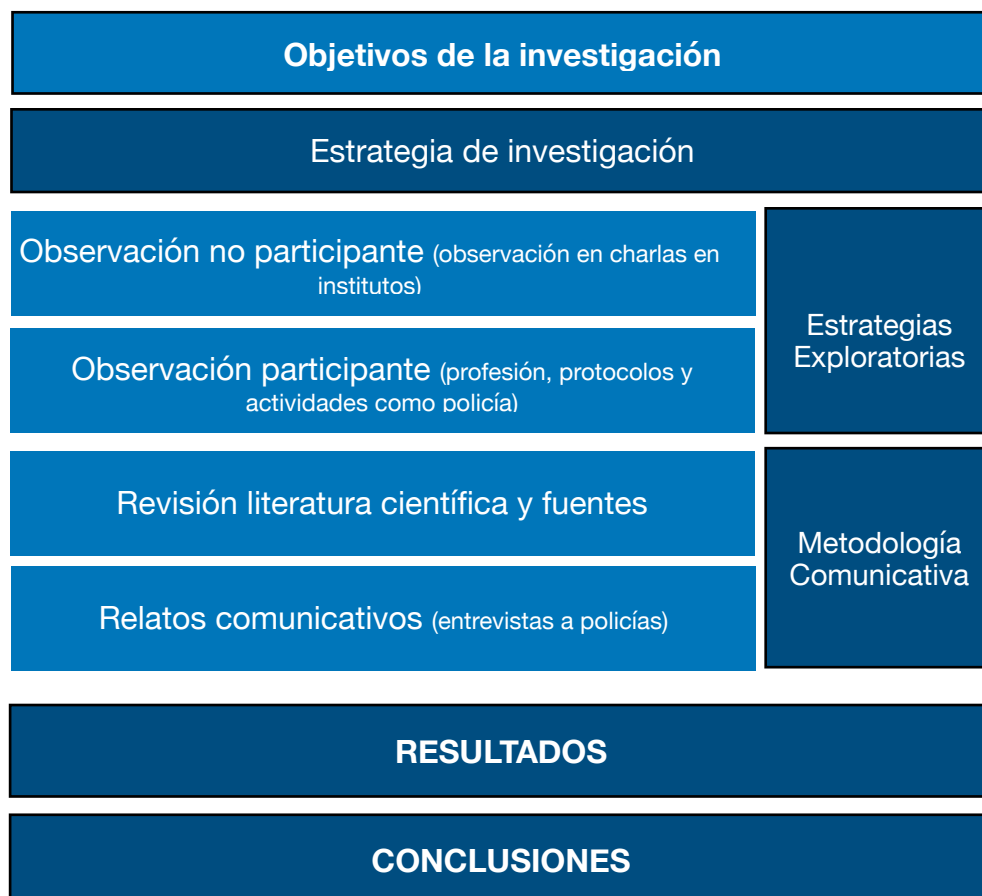 Objetivos de la investigación
Estrategia de investigación
Observación no participante (observación en charlas en
institutos)
Observación participante (profesión, protocolos y
actividades como policía)
Estrategias
Exploratorias
Revisión literatura científica y fuentes
Relatos comunicativos (entrevistas a policías)
Metodología
Comunicativa
RESULTADOS
CONCLUSIONES